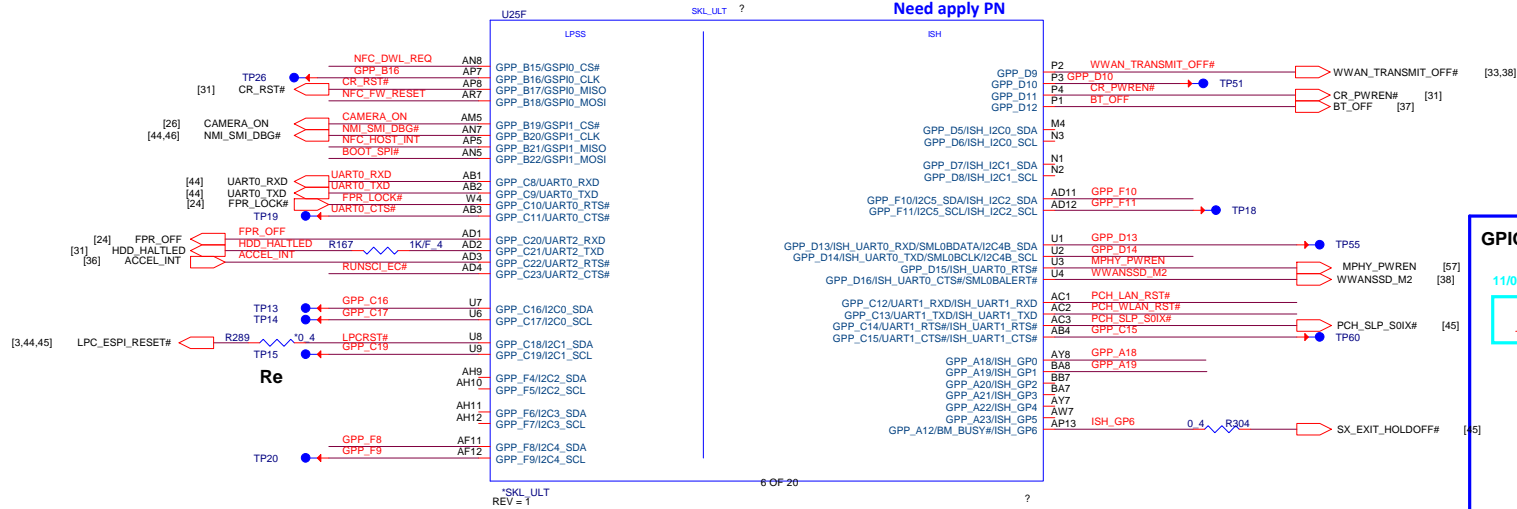 Need apply PN
SKL_ULT ?
U25F
LPSS
ISH
NFC_DWL_REQ AN8 GPP_B15/GSPI0_CS#
TP26 GPP_B16 AP7 GPP_B16/GSPI0_CLK
[31] CR_RST# CR_RST# AP8 GPP_B17/GSPI0_MISO
NFC_FW_RESET AR7 GPP_B18/GSPI0_MOSI
[26] CAMERA_ON CAMERA_ON AM5 GPP_B19/GSPI1_CS#
[44,46] NMI_SMI_DBG# NMI_SMI_DBG# AN7 GPP_B20/GSPI1_CLK
NFC_HOST_INT AP5 GPP_B21/GSPI1_MISO
BOOT_SPI# AN5 GPP_B22/GSPI1_MOSI
[44] UART0_RXD UART0_RXD AB1 GPP_C8/UART0_RXD
[44] UART0_TXD UART0_TXD AB2 GPP_C9/UART0_TXD
[24] FPR_LOCK# FPR_LOCK# W4 GPP_C10/UART0_RTS#
TP19 UART0_CTS# AB3 GPP_C11/UART0_CTS#
[24] FPR_OFF FPR_OFF AD1 GPP_C20/UART2_RXD
[31] HDD_HALTLED HDD_HALTLED R167 1K/F_4 AD2 GPP_C21/UART2_TXD
[36] ACCEL_INT ACCEL_INT AD3 GPP_C22/UART2_RTS#
RUNSCI_EC# AD4 GPP_C23/UART2_CTS#
TP13 GPP_C16 U7 GPP_C16/I2C0_SDA
TP14 GPP_C17 U6 GPP_C17/I2C0_SCL
[3,44,45] LPC_ESPI_RESET# R289 *0_4 LPCRST# U8 GPP_C18/I2C1_SDA
TP15 GPP_C19 U9 GPP_C19/I2C1_SCL
Re
AH9 GPP_F4/I2C2_SDA
AH10 GPP_F5/I2C2_SCL
AH11 GPP_F6/I2C3_SDA
AH12 GPP_F7/I2C3_SCL
GPP_F8 AF11 GPP_F8/I2C4_SDA
TP20 GPP_F9 AF12 GPP_F9/I2C4_SCL
GPP_D9 P2 WWAN_TRANSMIT_OFF# WWAN_TRANSMIT_OFF# [33,38]
GPP_D10 P3 GPP_D10 TP51
GPP_D11 P4 CR_PWREN# CR_PWREN# [31]
GPP_D12 P1 BT_OFF BT_OFF [37]
GPP_D5/ISH_I2C0_SDA M4
GPP_D6/ISH_I2C0_SCL N3
GPP_D7/ISH_I2C1_SDA N1
GPP_D8/ISH_I2C1_SCL N2
GPP_F10/I2C5_SDA/ISH_I2C2_SDA AD11 GPP_F10
GPP_F11/I2C5_SCL/ISH_I2C2_SCL AD12 GPP_F11 TP18
GPP_D13/ISH_UART0_RXD/SML0BDATA/I2C4B_SDA U1 GPP_D13 TP55
GPP_D14/ISH_UART0_TXD/SML0BCLK/I2C4B_SCL U2 GPP_D14
GPP_D15/ISH_UART0_RTS# U3 MPHY_PWREN MPHY_PWREN [57]
GPP_D16/ISH_UART0_CTS#/SML0BALERT# U4 WWANSSD_M2 WWANSSD_M2 [38]
GPP_C12/UART1_RXD/ISH_UART1_RXD AC1 PCH_LAN_RST#
GPP_C13/UART1_TXD/ISH_UART1_TXD AC2 PCH_WLAN_RST#
GPP_C14/UART1_RTS#/ISH_UART1_RTS# AC3 PCH_SLP_S0IX# PCH_SLP_S0IX# [45]
GPP_C15/UART1_CTS#/ISH_UART1_CTS# AB4 GPP_C15 TP60
GPP_A18/ISH_GP0 AY8 GPP_A18
GPP_A19/ISH_GP1 BA8 GPP_A19
GPP_A20/ISH_GP2 BB7
GPP_A21/ISH_GP3 BA7
GPP_A22/ISH_GP4 AY7
GPP_A23/ISH_GP5 AW7
GPP_A12/BM_BUSY#/ISH_GP6 AP13 ISH_GP6 0_4 R304 SX_EXIT_HOLDOFF# [45]
6 OF 20
*SKL_ULT
REV = 1
?